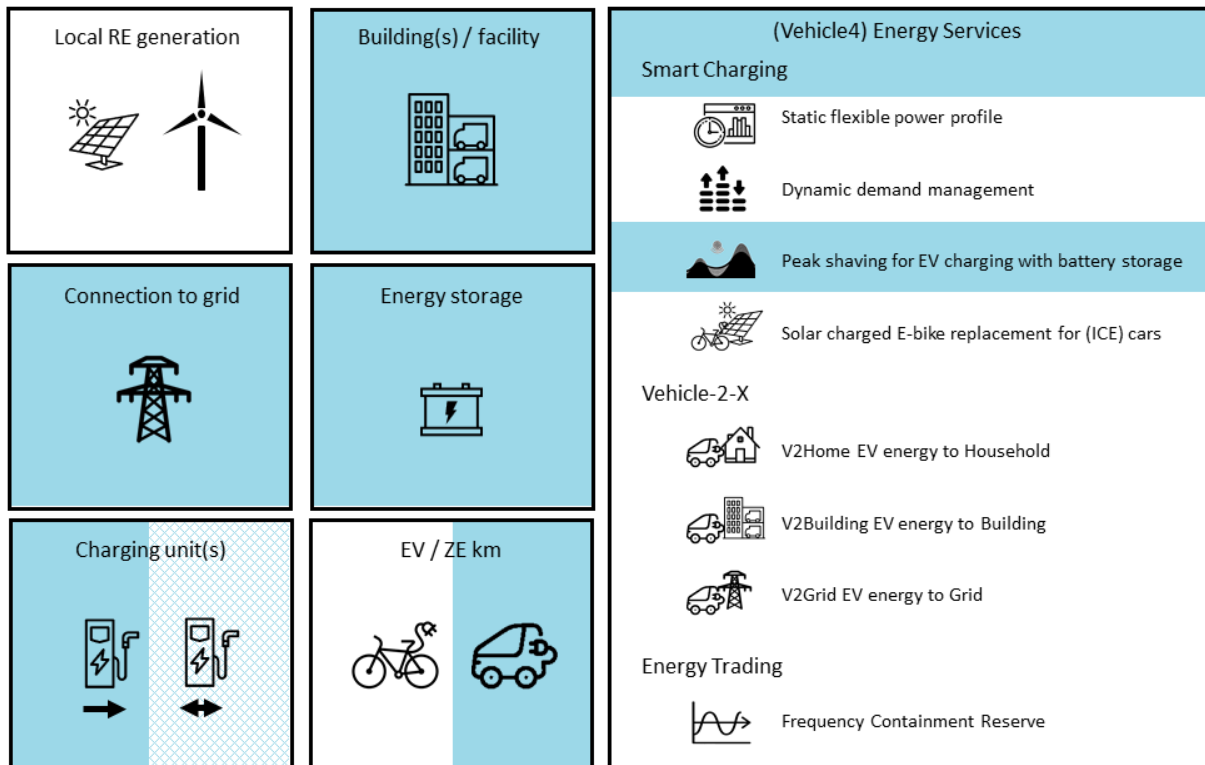 Local RE generation
Building(s) / facility
Connection to grid
Energy storage
Charging unit(s)
EV / ZE km
(Vehicle4) Energy Services
Smart Charging
Static flexible power profile
Dynamic demand management
Peak shaving for EV charging with battery storage
Solar charged E-bike replacement for (ICE) cars
Vehicle-2-X
V2Home EV energy to Household
V2Building EV energy to Building
V2Grid EV energy to Grid
Energy Trading
Frequency Containment Reserve